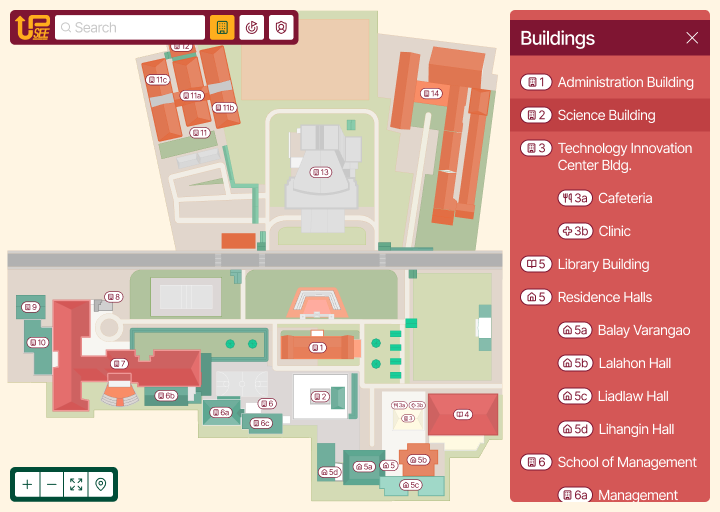 UP SEE
Search
12
11c
11a
11b
11
14
13
9
8
10
7
6b
6a
6
6c
1
2
3a
3b
3
4
5d
5a
5
5b
5c
Buildings
1 Administration Building
2 Science Building
3 Technology Innovation
Center Bldg.
3a Cafeteria
3b Clinic
5 Library Building
5 Residence Halls
5a Balay Varangao
5b Lalahon Hall
5c Liadlaw Hall
5d Lihangin Hall
6 School of Management
6a Management